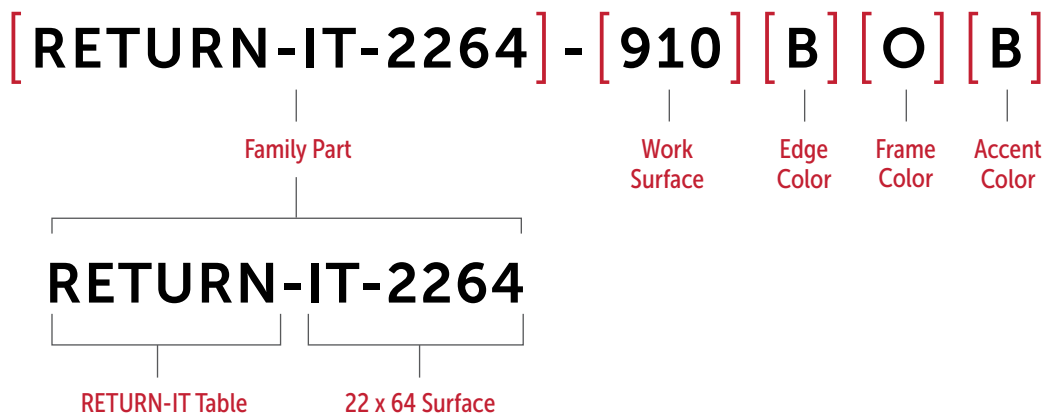 [RETURN-IT-2264]-[910][B][O][B]
Family Part
Work Surface
Edge Color
Frame Color
Accent Color
RETURN-IT-2264
RETURN-IT Table
22 x 64 Surface